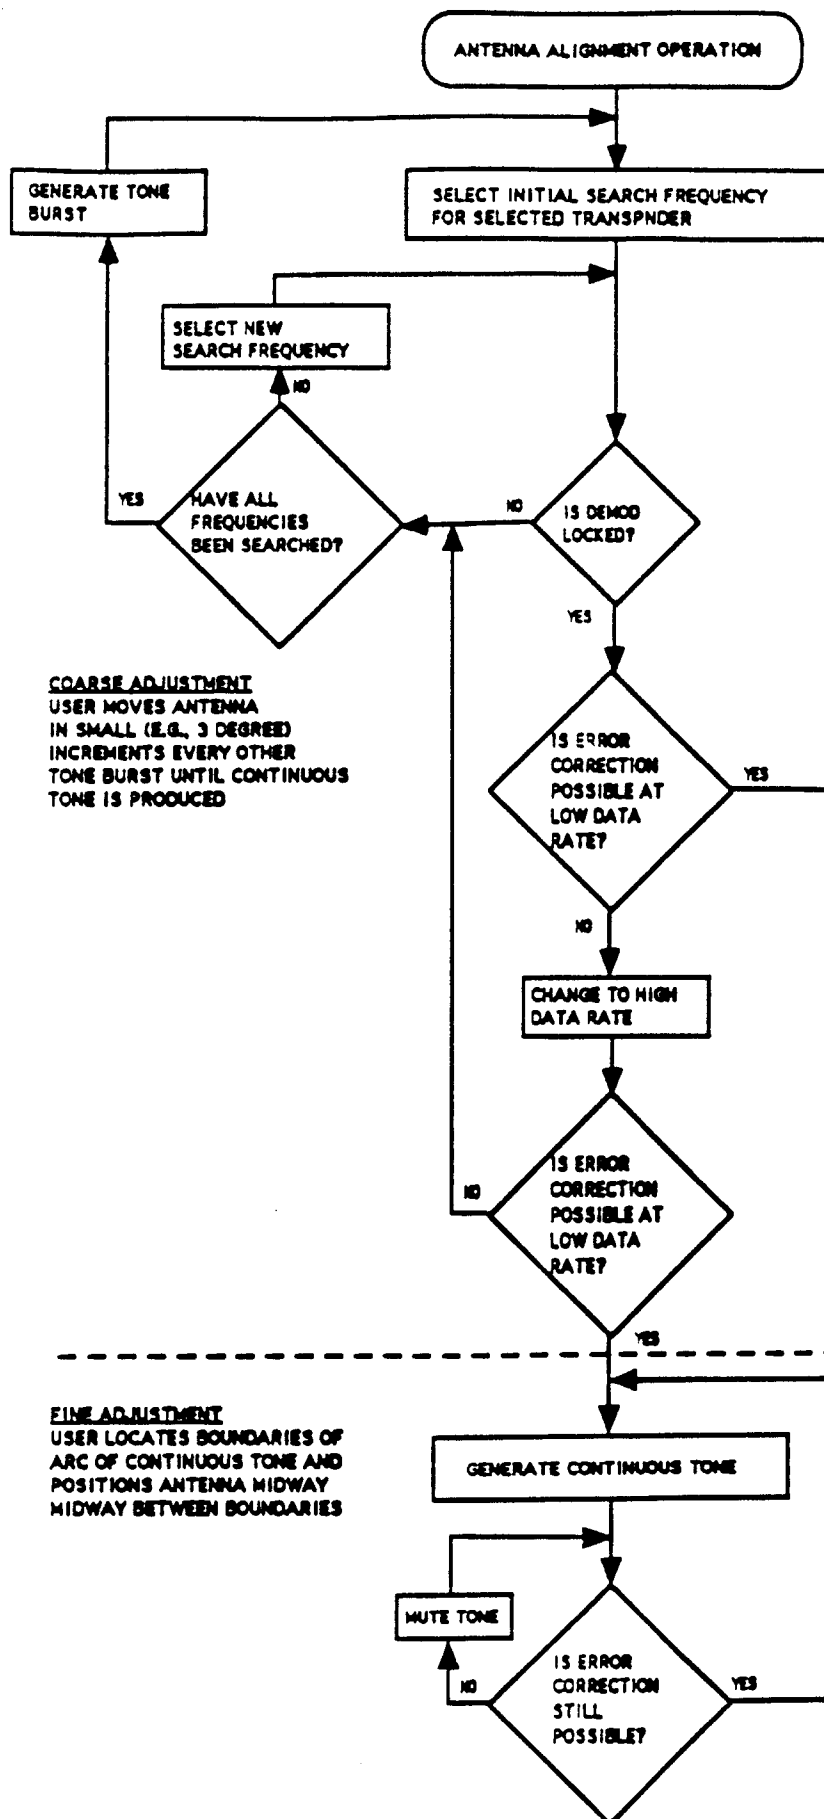 ANTENNA ALIGNMENT OPERATION
GENERATE TONE
BURST
SELECT INITIAL SEARCH FREQUENCY
FOR SELECTED TRANSPNDER
SELECT NEW
SEARCH FREQUENCY
NO
YES
HAVE ALL
FREQUENCIES
BEEN SEARCHED?
NO
IS DEMOD
LOCKED?
YES
COARSE ADJUSTMENT
USER MOVES ANTENNA
IN SMALL (E.G., 3 DEGREE)
INCREMENTS EVERY OTHER
TONE BURST UNTIL CONTINUOUS
TONE IS PRODUCED
IS ERROR
CORRECTION
POSSIBLE AT
LOW DATA
RATE?
YES
NO
CHANGE TO HIGH
DATA RATE
IS ERROR
CORRECTION
POSSIBLE AT
LOW DATA
RATE?
NO
YES
FINE ADJUSTMENT
USER LOCATES BOUNDARIES OF
ARC OF CONTINUOUS TONE AND
POSITIONS ANTENNA MIDWAY
MIDWAY BETWEEN BOUNDARIES
GENERATE CONTINUOUS TONE
MUTE TONE
NO
IS ERROR
CORRECTION
STILL
POSSIBLE?
YES